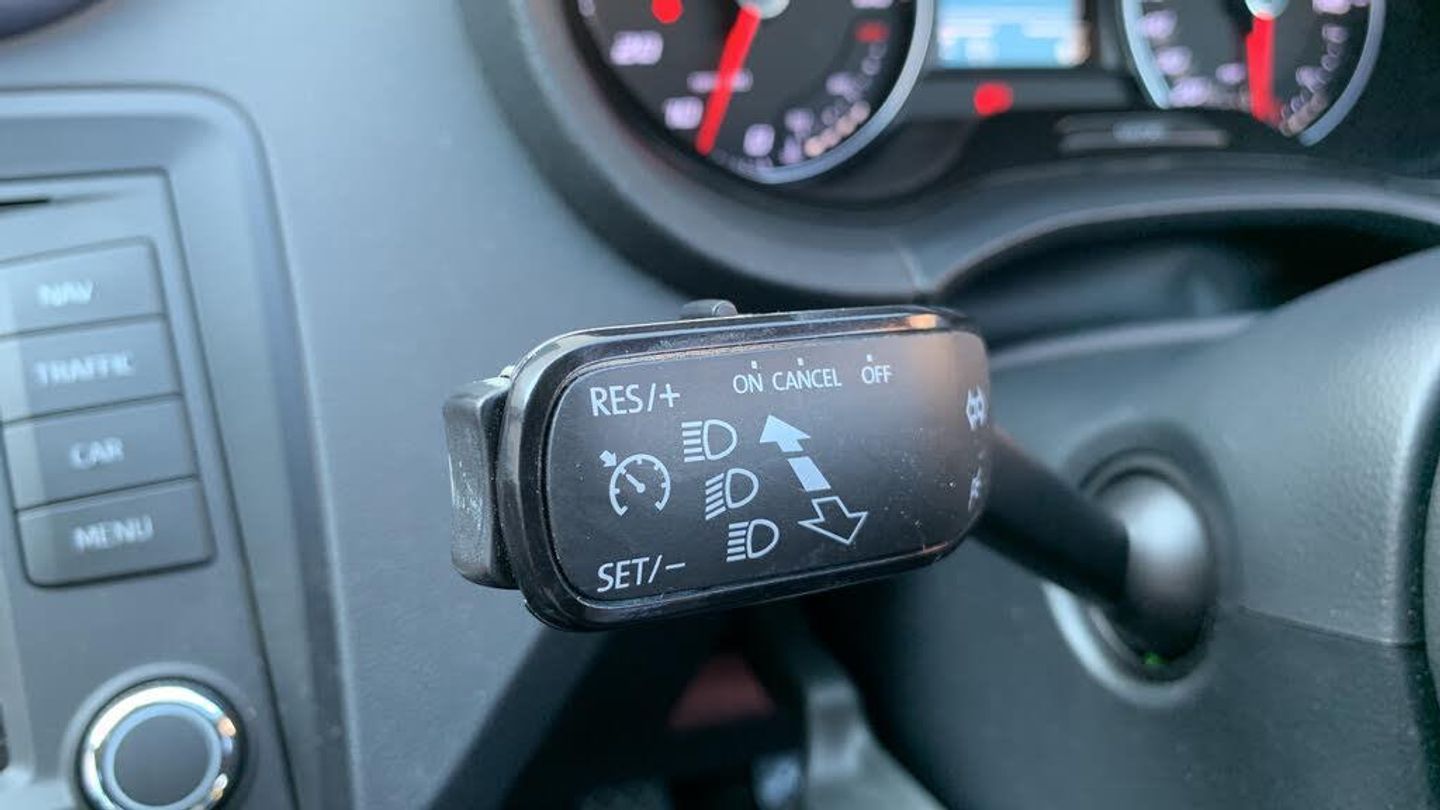 NAV
TRAFFIC
CAR
MENU
RES/+
ON CANCEL OFF
SET/−